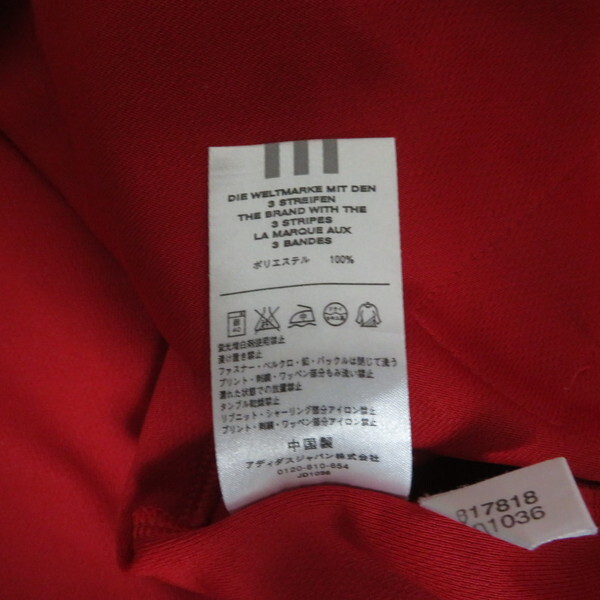 DIE WELTMARKE MIT DEN
3 STREIFEN
THE BRAND WITH THE
3 STRIPES
LA MARQUE AUX
3 BANDES
ポリエステル 100%
蛍光増白剤使用禁止
漬け置き禁止
ファスナー・ベルクロ・釦・バックルは閉じて洗う
プリント・刺繍・ワッペン部分もみ洗い禁止
濡れた状態での放置禁止
タンブル乾燥禁止
リブニット・シャーリング部分アイロン禁止
プリント・刺繍・ワッペン部分アイロン禁止
中国製
アディダスジャパン株式会社
0120-810-654
817818
01036